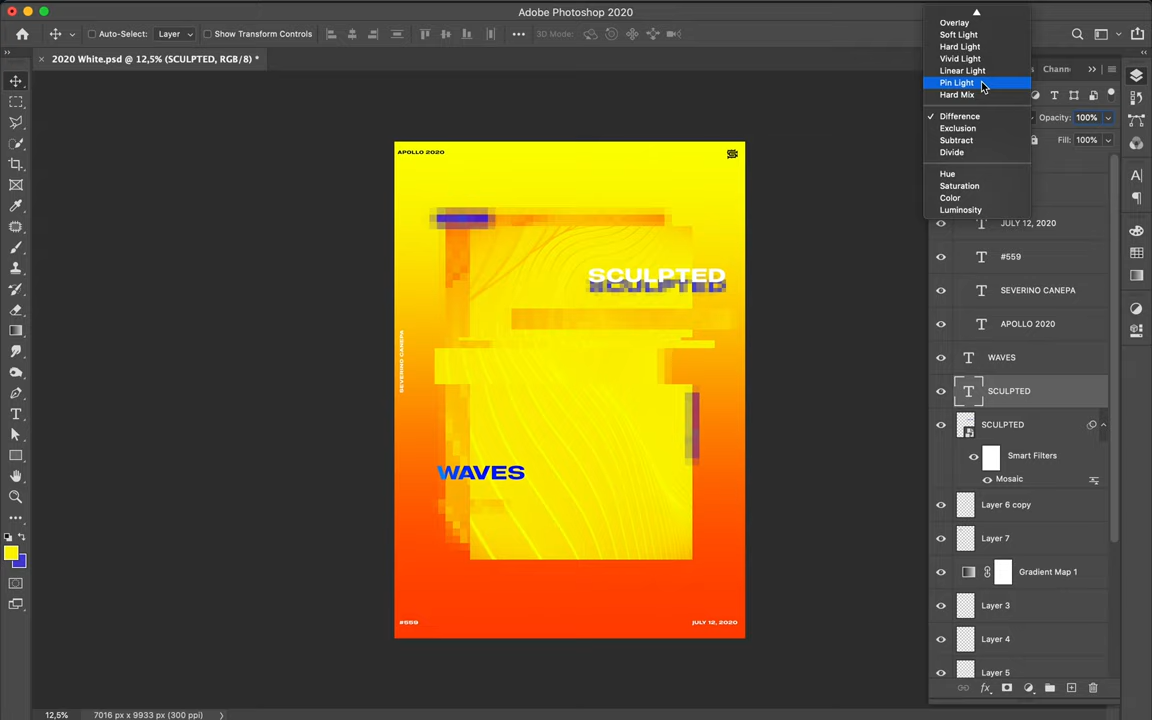 Adobe Photoshop 2020
Auto-Select:
Layer
Show Transform Controls
3D Mode:
2020 White.psd @ 12,5% (SCULPTED, RGB/8) *
Overlay
Soft Light
Hard Light
Vivid Light
Linear Light
Pin Light
Hard Mix
Difference
Exclusion
Subtract
Divide
Hue
Saturation
Color
Luminosity
Chann
Opacity: 100%
Fill: 100%
APOLLO 2020
SCULPTED
SCULPTED
SEVERINO CANEPA
WAVES
#559
JULY 12, 2020
JULY 12, 2020
#559
SEVERINO CANEPA
APOLLO 2020
WAVES
SCULPTED
SCULPTED
Smart Filters
Mosaic
Layer 6 copy
Layer 7
Gradient Map 1
Layer 3
Layer 4
Layer 5
12,5%
7016 px x 9933 px (300 ppi)